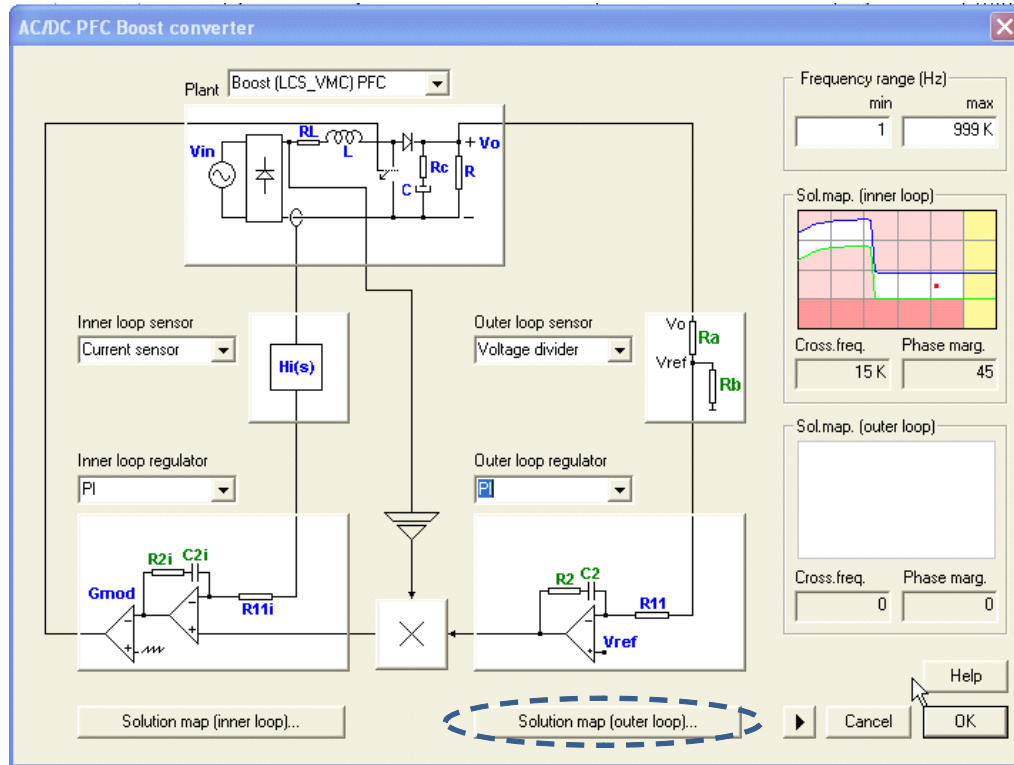 AC/DC PFC Boost converter
Plant
Boost (LCS_VMC) PFC
RL
L
Vin
+ Vo
Rc
R
C
−
Inner loop sensor
Current sensor
Hi(s)
Outer loop sensor
Voltage divider
Vo
Ra
Vref
Rb
Inner loop regulator
PI
Outer loop regulator
PI
R2i C2i
Gmod
R11i
R2 C2
R11
Vref
Solution map (inner loop)...
Solution map (outer loop)...
Frequency range (Hz)
min max
1 999 K
Sol.map. (inner loop)
Cross.freq. Phase marg.
15 K 45
Sol.map. (outer loop)
Cross.freq. Phase marg.
0 0
Help
Cancel
OK